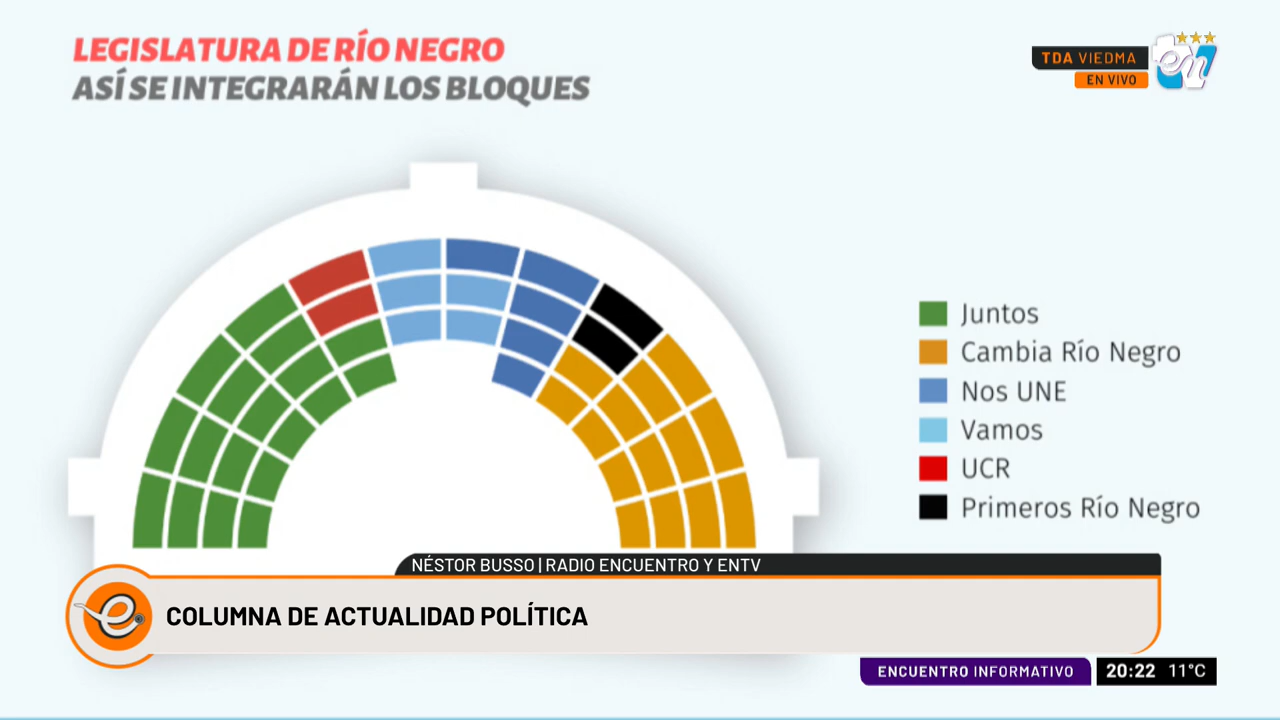 LEGISLATURA DE RÍO NEGRO
ASÍ SE INTEGRARÁN LOS BLOQUES
TDA VIEDMA
EN VIVO
en
Juntos
Cambia Río Negro
Nos UNE
Vamos
UCR
Primeros Río Negro
NÉSTOR BUSSO | RADIO ENCUENTRO Y ENTV
e
COLUMNA DE ACTUALIDAD POLÍTICA
ENCUENTRO INFORMATIVO
20:22 11°C